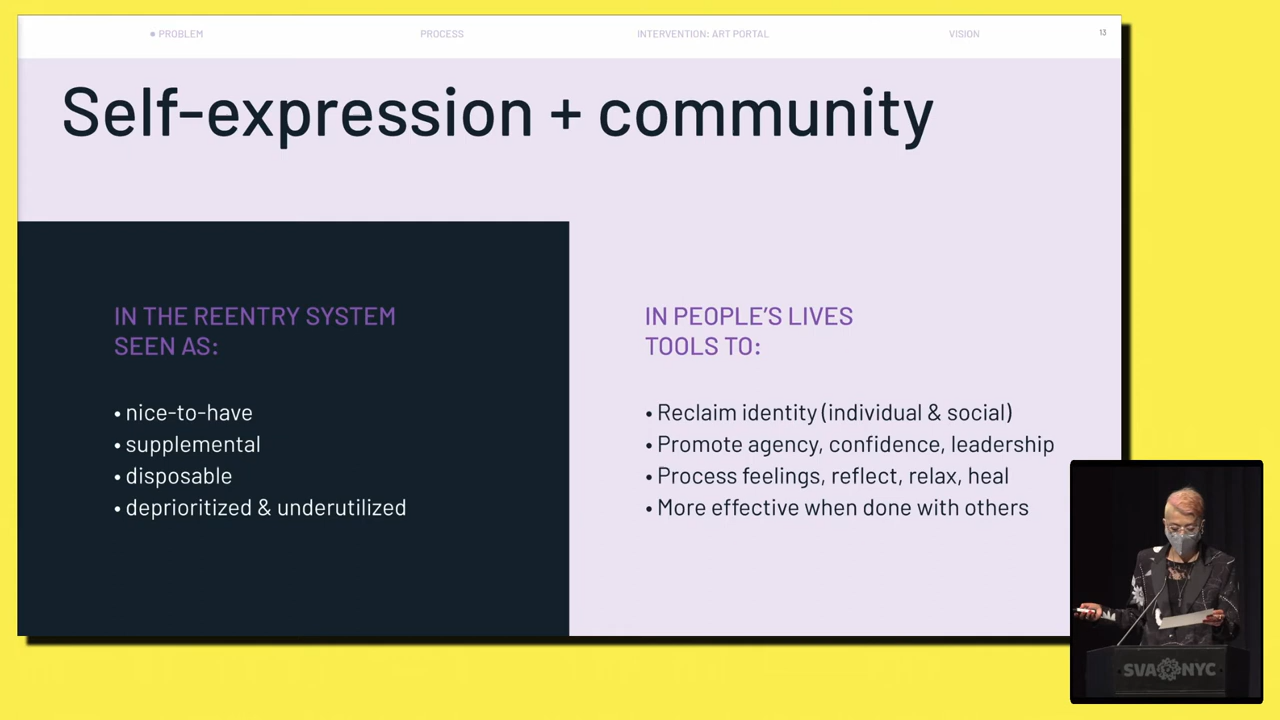 • PROBLEM
PROCESS
INTERVENTION: ART PORTAL
VISION
13
Self-expression + community
IN THE REENTRY SYSTEM
SEEN AS:
• nice-to-have
• supplemental
• disposable
• deprioritized & underutilized
IN PEOPLE’S LIVES
TOOLS TO:
• Reclaim identity (individual & social)
• Promote agency, confidence, leadership
• Process feelings, reflect, relax, heal
• More effective when done with others
SVA NYC